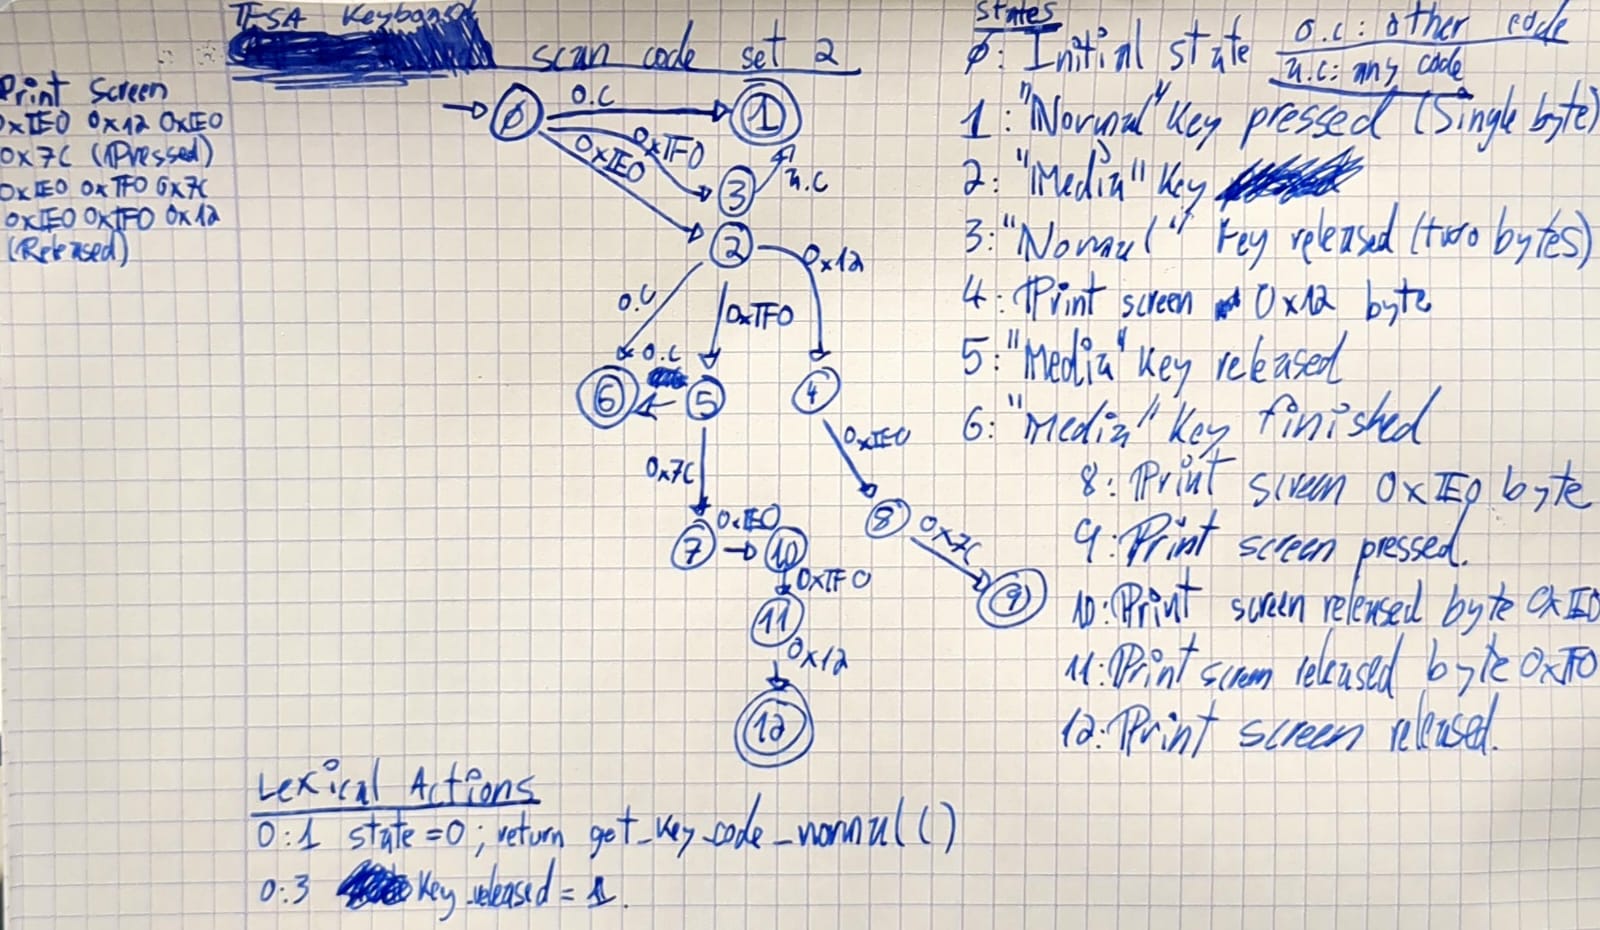 FSA Keyboard
scan code set 2
Print Screen
0xE0 0x12 0xE0
0x7C (Pressed)
0xE0 0xF0 0x7C
0xE0 0xF0 0x12
(Released)
0
O.C
1
0xF0
0xE0
3
a.c
2
0x12
O.C
0xF0
O.C
6
5
4
0x7C
0xE0
8
0x7C
9
7
0xE0
10
0xF0
11
0x12
12
States
0: Initial state
o.c: other code
a.c: any code
1: "Normal" Key pressed (Single byte)
2: "Media" Key
3: "Normal" Key released (two bytes)
4: Print screen 0x12 byte
5: "Media" Key released
6: "Media" Key finished
8: Print screen 0xE0 byte
9: Print screen pressed.
10: Print screen released byte 0xE0
11: Print screen released byte 0xF0
12: Print screen released.
Lexical Actions
0:1 state = 0; return get_key_code_normal()
0:3 Key_released = 1.